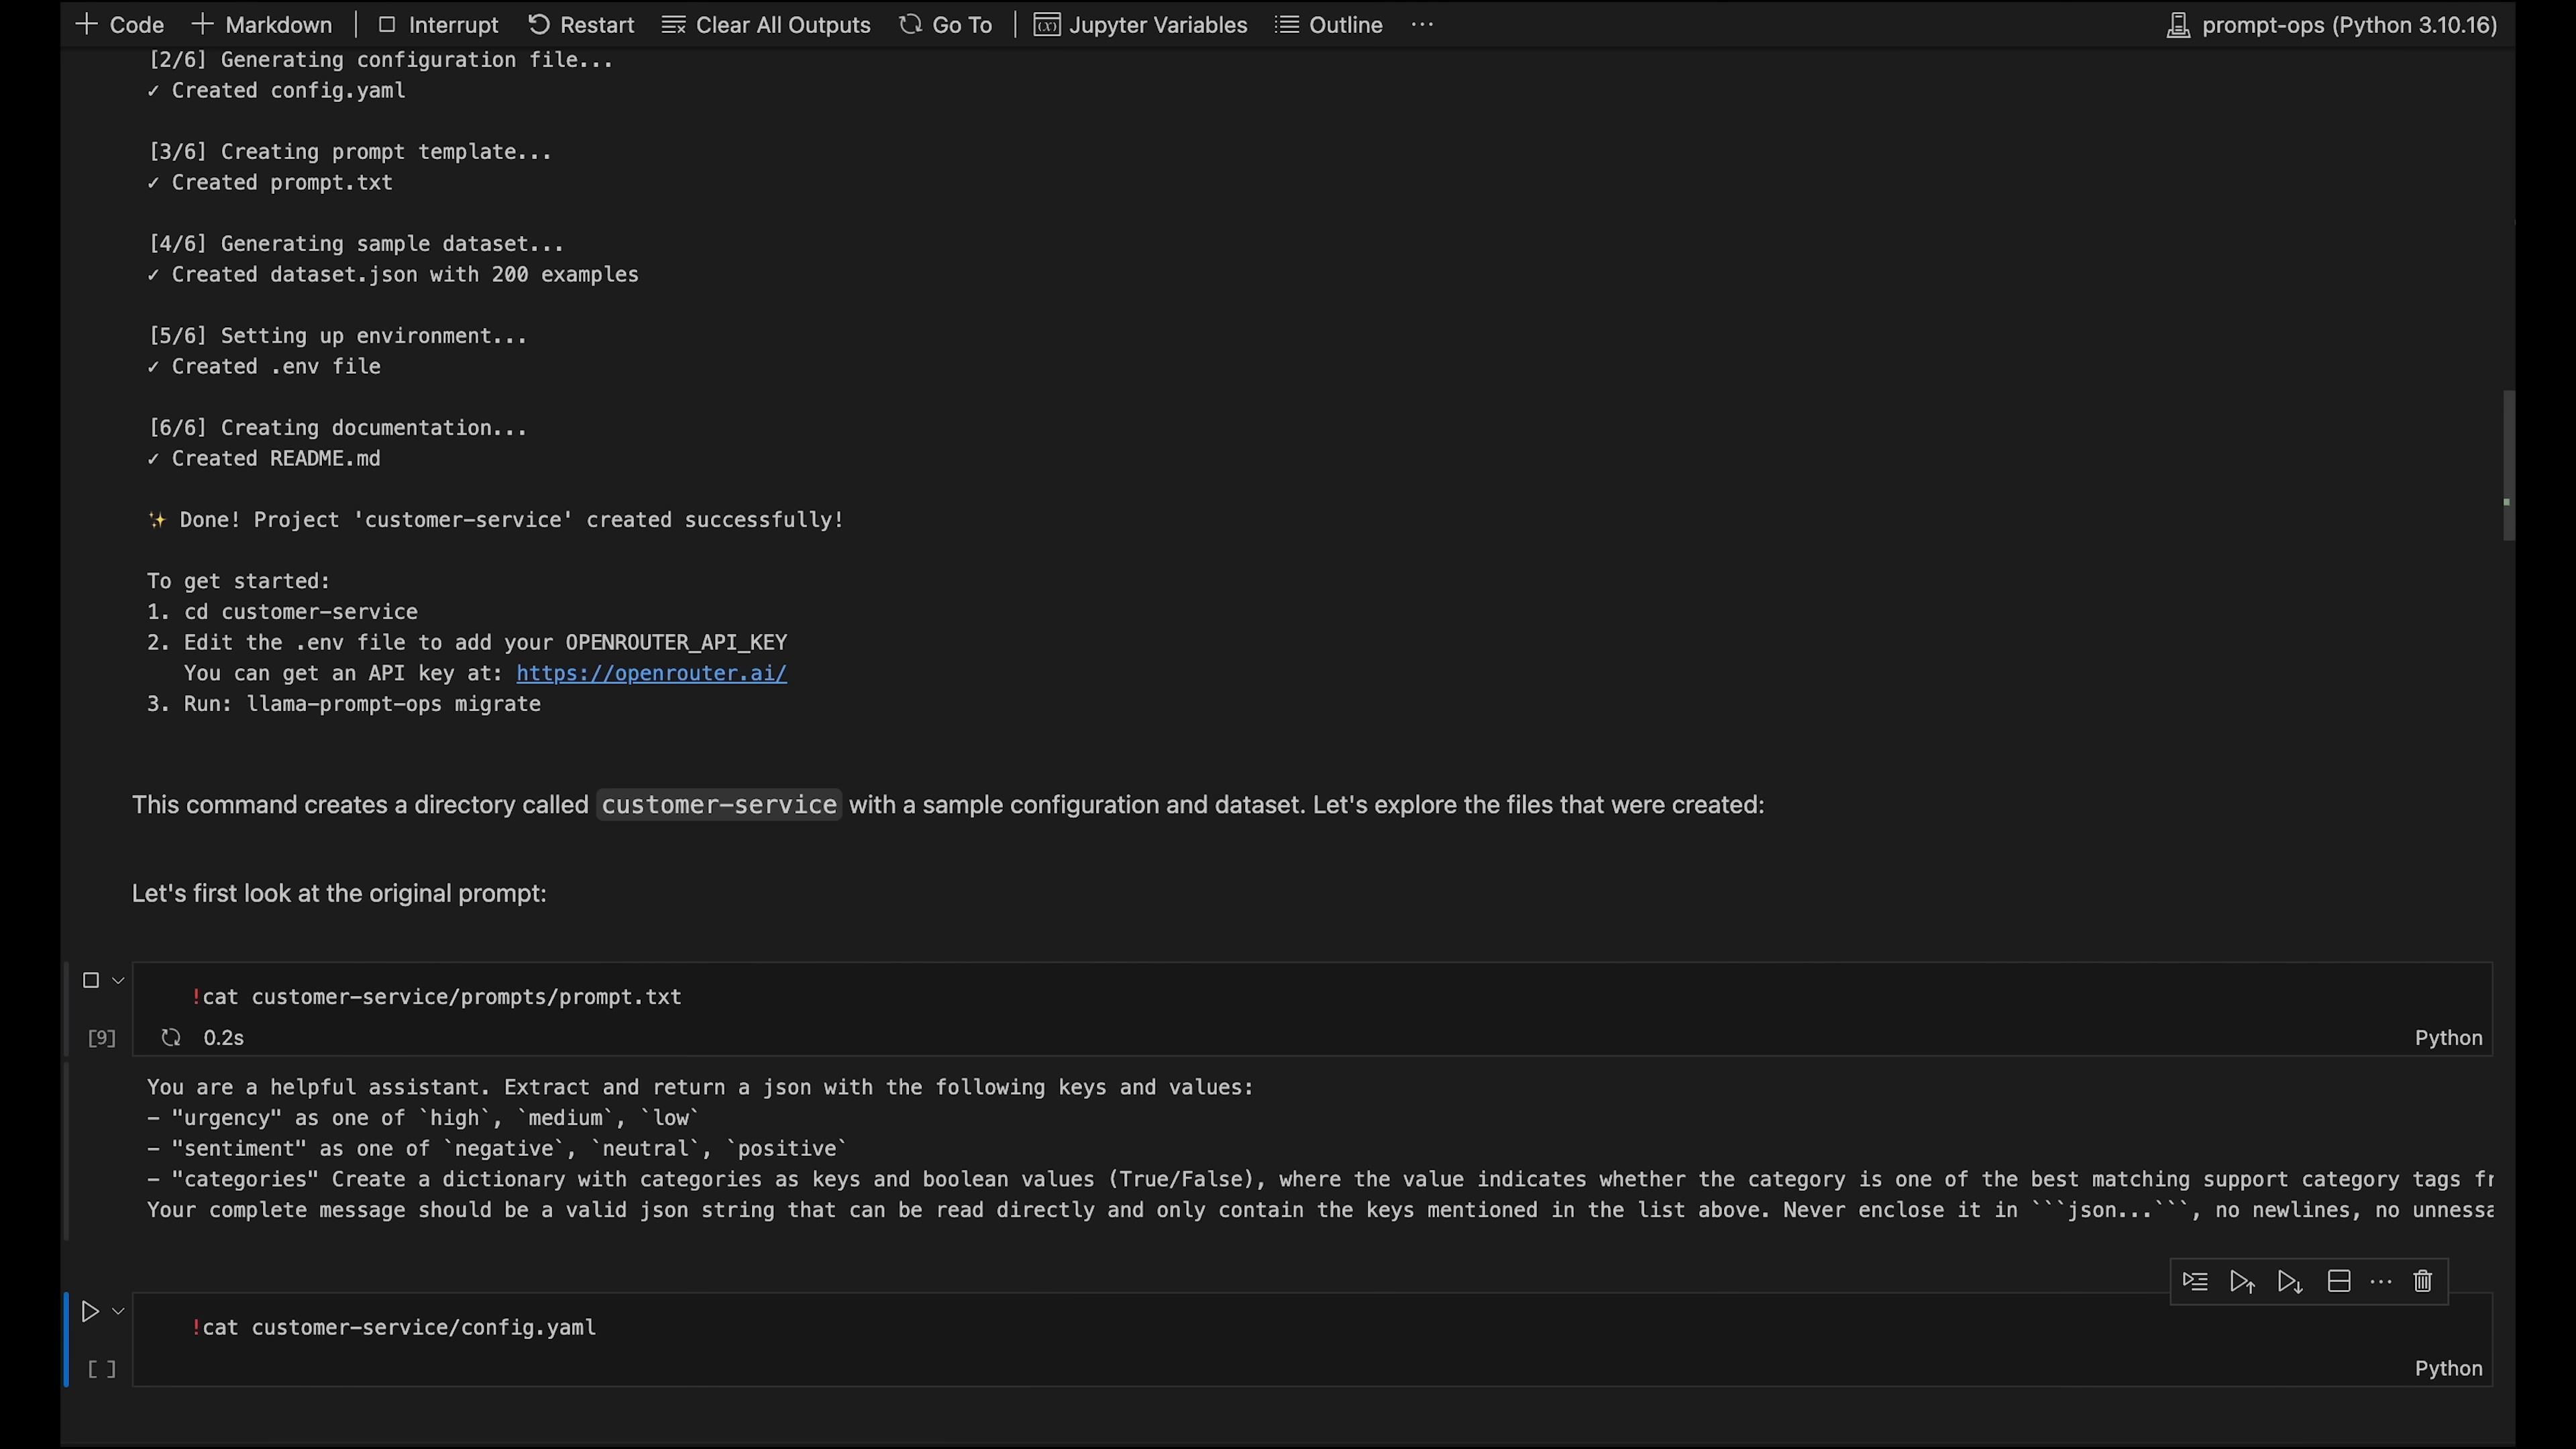 Code Markdown Interrupt Restart Clear All Outputs Go To Jupyter Variables Outline ··· prompt-ops (Python 3.10.16)
[2/6] Generating configuration file...
✓ Created config.yaml
[3/6] Creating prompt template...
✓ Created prompt.txt
[4/6] Generating sample dataset...
✓ Created dataset.json with 200 examples
[5/6] Setting up environment...
✓ Created .env file
[6/6] Creating documentation...
✓ Created README.md
✨ Done! Project 'customer-service' created successfully!
To get started:
1. cd customer-service
2. Edit the .env file to add your OPENROUTER_API_KEY
You can get an API key at: https://openrouter.ai/
3. Run: llama-prompt-ops migrate
This command creates a directory called customer-service with a sample configuration and dataset. Let's explore the files that were created:
Let's first look at the original prompt:
!cat customer-service/prompts/prompt.txt
[9] 0.2s Python
You are a helpful assistant. Extract and return a json with the following keys and values:
- "urgency" as one of `high`, `medium`, `low`
- "sentiment" as one of `negative`, `neutral`, `positive`
- "categories" Create a dictionary with categories as keys and boolean values (True/False), where the value indicates whether the category is one of the best matching support category tags fr
Your complete message should be a valid json string that can be read directly and only contain the keys mentioned in the list above. Never enclose it in ```json...```, no newlines, no unnessa
!cat customer-service/config.yaml
[ ] Python